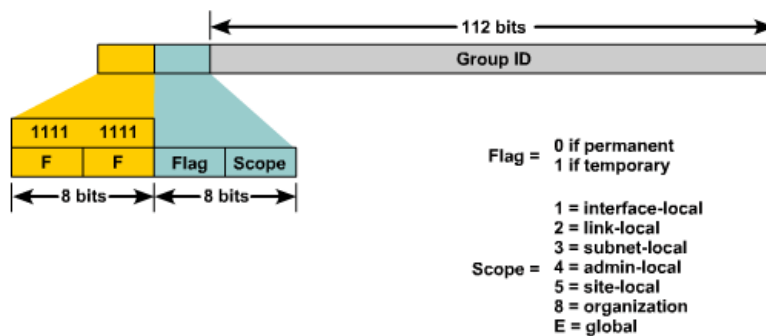 112 bits
Group ID
1111 1111
F F Flag Scope
8 bits 8 bits
Flag = 0 if permanent
1 if temporary
1 = interface-local
2 = link-local
3 = subnet-local
Scope = 4 = admin-local
5 = site-local
8 = organization
E = global